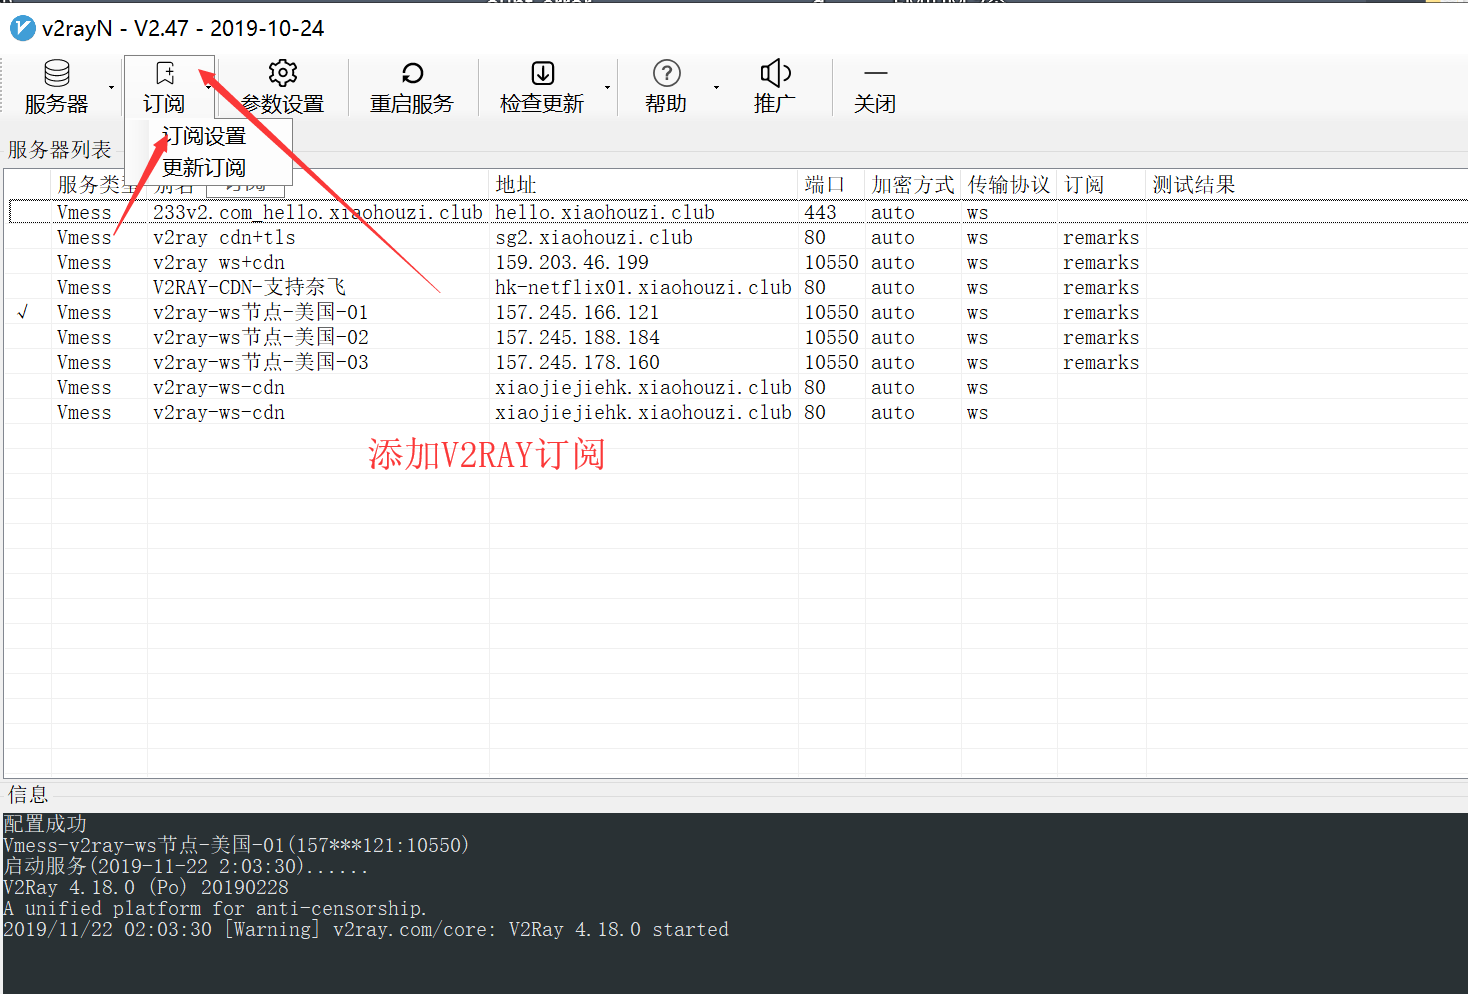 v2rayN - V2.47 - 2019-10-24
服务器 订阅 参数设置 重启服务 检查更新 帮助 推广 关闭
订阅设置
更新订阅
服务器列表
服务类型 别名 订阅 地址 端口 加密方式 传输协议 订阅 测试结果
Vmess 233v2.com_hello.xiaohouzi.club hello.xiaohouzi.club 443 auto ws
Vmess v2ray cdn+tls sg2.xiaohouzi.club 80 auto ws remarks
Vmess v2ray ws+cdn 159.203.46.199 10550 auto ws remarks
Vmess V2RAY-CDN-支持奈飞 hk-netflix01.xiaohouzi.club 80 auto ws remarks
√ Vmess v2ray-ws节点-美国-01 157.245.166.121 10550 auto ws remarks
Vmess v2ray-ws节点-美国-02 157.245.188.184 10550 auto ws remarks
Vmess v2ray-ws节点-美国-03 157.245.178.160 10550 auto ws remarks
Vmess v2ray-ws-cdn xiaojiejiehk.xiaohouzi.club 80 auto ws
Vmess v2ray-ws-cdn xiaojiejiehk.xiaohouzi.club 80 auto ws
添加V2RAY订阅
信息
配置成功
Vmess-v2ray-ws节点-美国-01(157***121:10550)
启动服务(2019-11-22 2:03:30)......
V2Ray 4.18.0 (Po) 20190228
A unified platform for anti-censorship.
2019/11/22 02:03:30 [Warning] v2ray.com/core: V2Ray 4.18.0 started